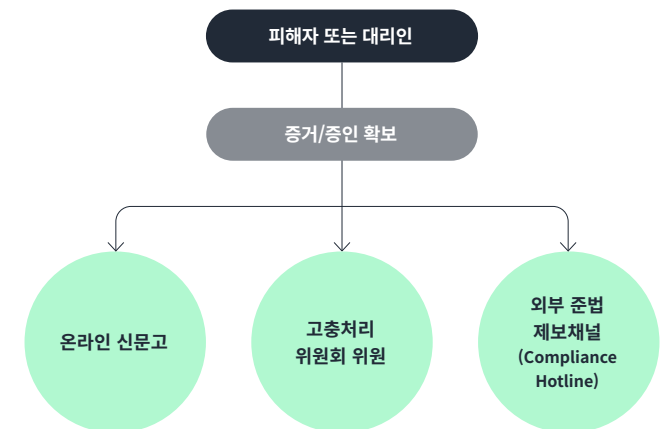 피해자 또는 대리인
증거/증인 확보
온라인 신문고
고충처리
위원회 위원
외부 준법
제보채널
(Compliance
Hotline)